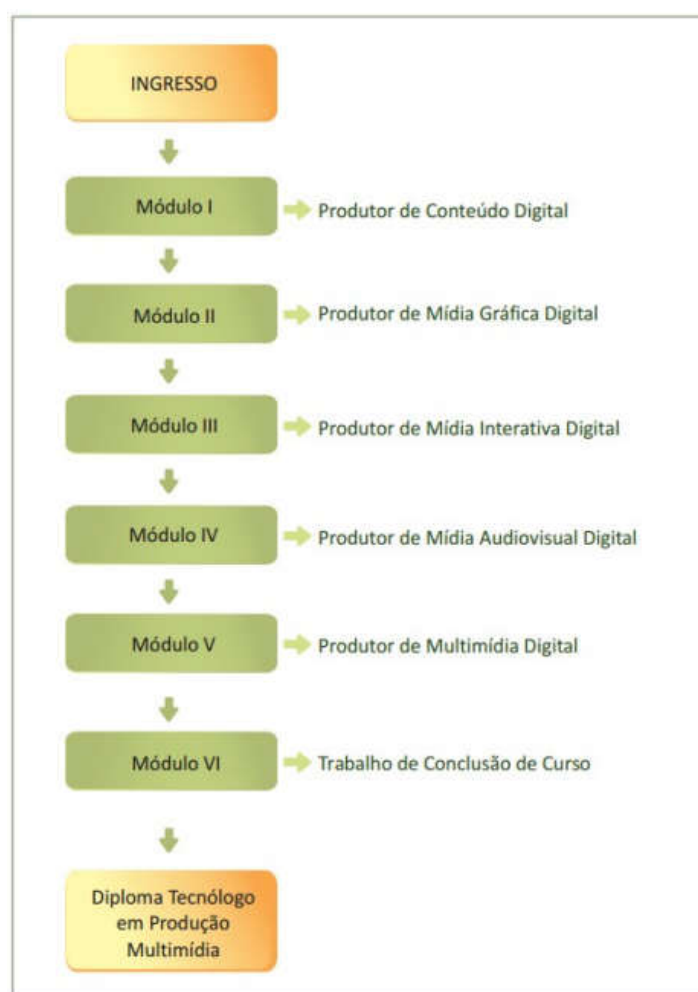 INGRESSO
Módulo I
Produtor de Conteúdo Digital
Módulo II
Produtor de Mídia Gráfica Digital
Módulo III
Produtor de Mídia Interativa Digital
Módulo IV
Produtor de Mídia Audiovisual Digital
Módulo V
Produtor de Multimídia Digital
Módulo VI
Trabalho de Conclusão de Curso
Diploma Tecnólogo
em Produção
Multimídia